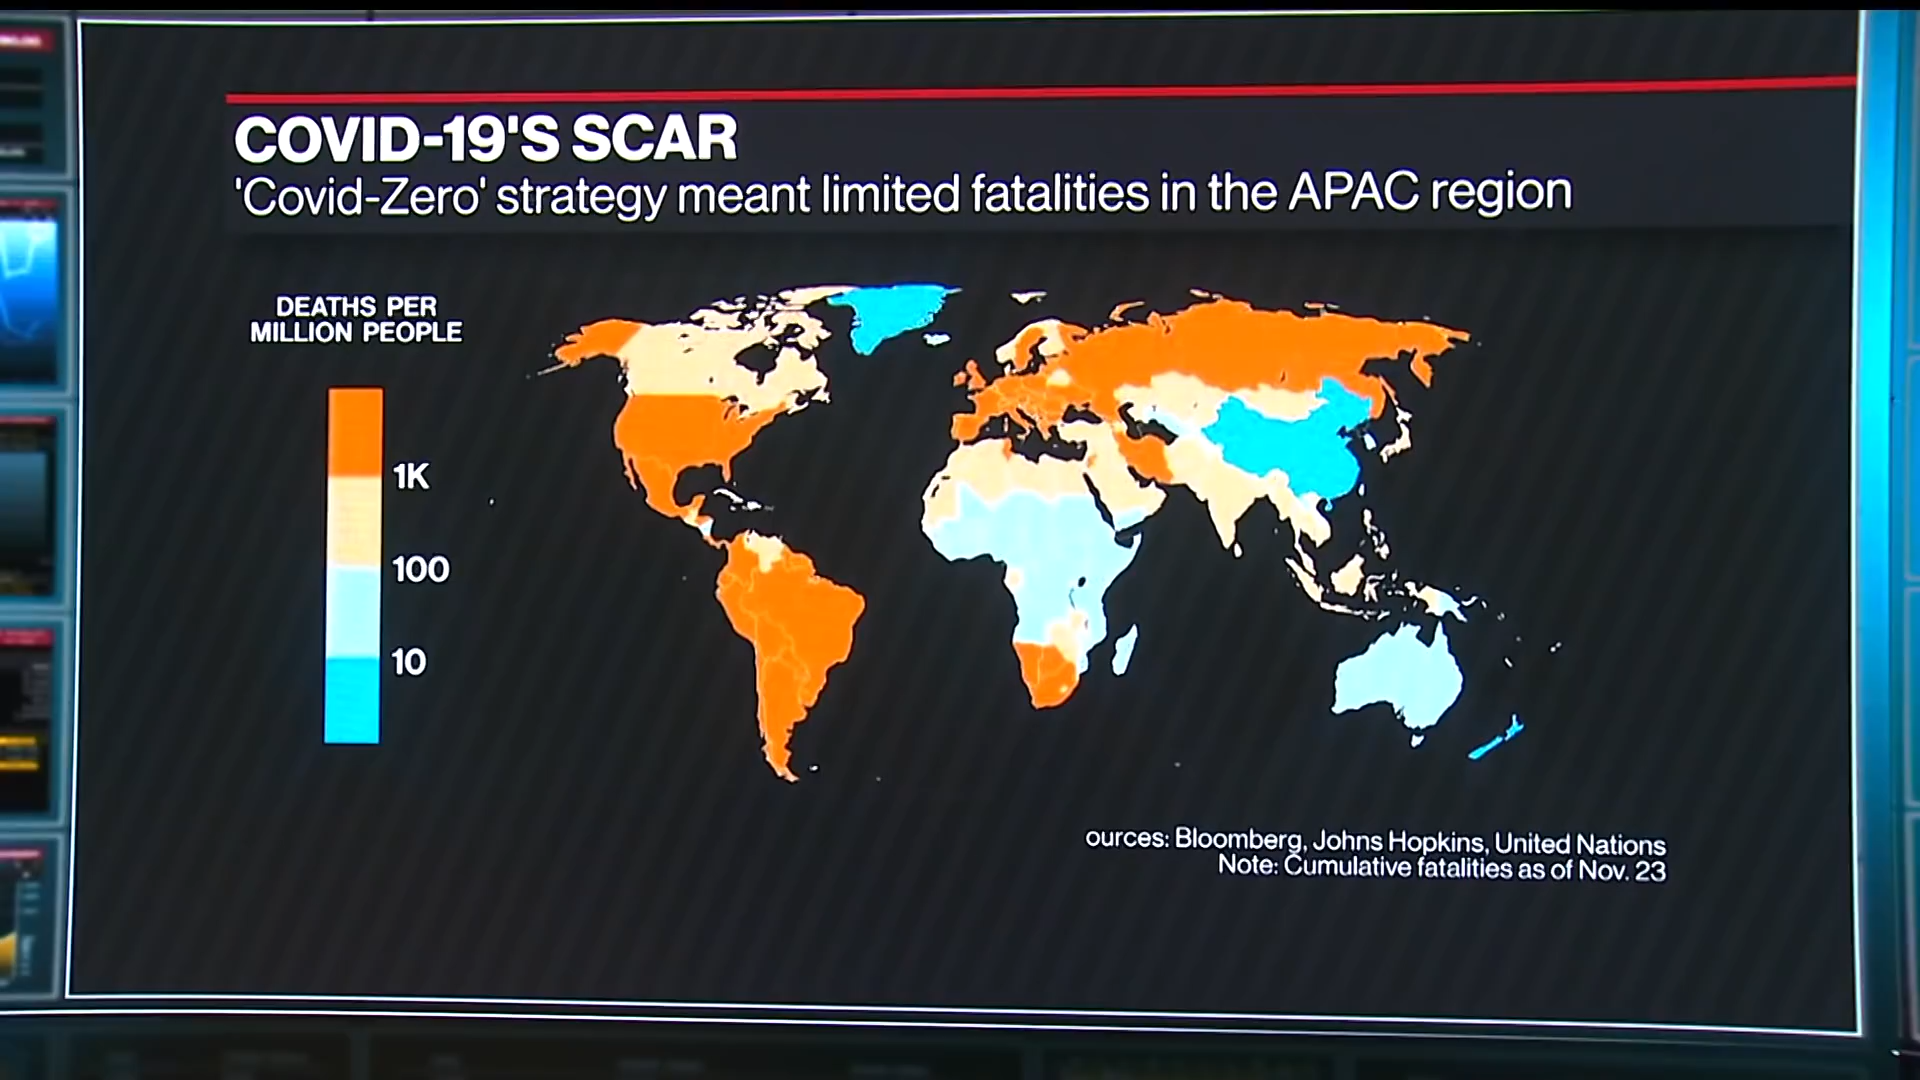 COVID-19'S SCAR
'Covid-Zero' strategy meant limited fatalities in the APAC region
DEATHS PER
MILLION PEOPLE
1K
100
10
ources: Bloomberg, Johns Hopkins, United Nations
Note: Cumulative fatalities as of Nov. 23